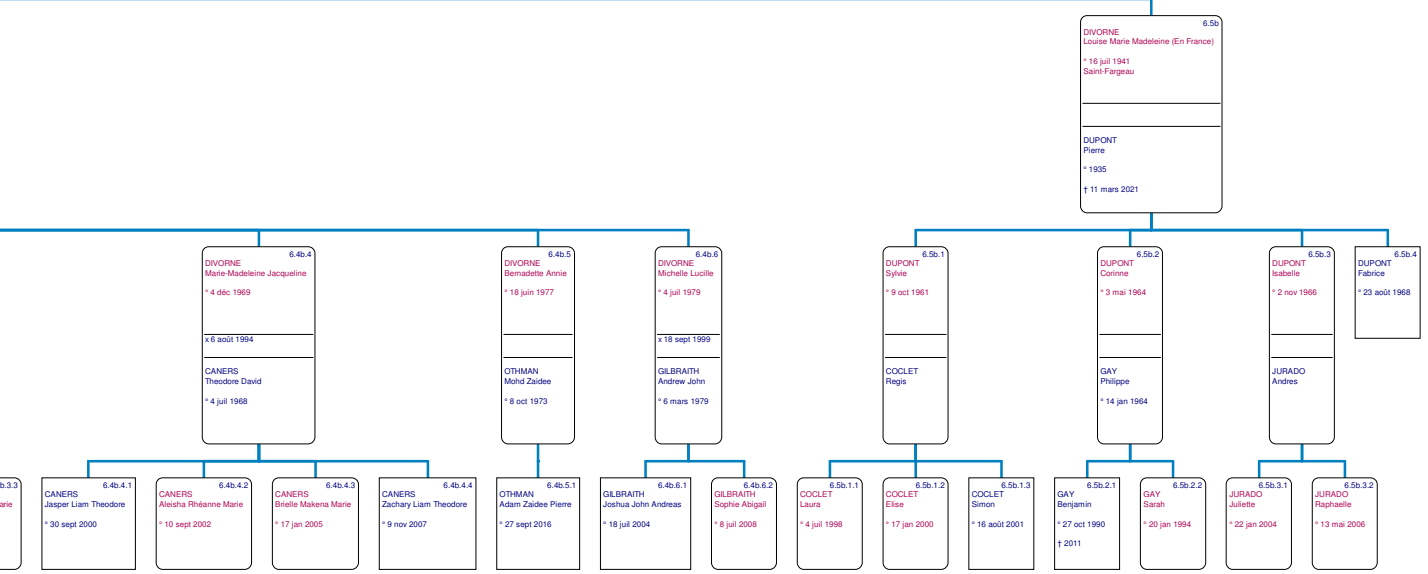 6.5b
DIVORNE
Louise Marie Madeleine (En France)
° 16 juil 1941
Saint-Fargeau
DUPONT
Pierre
° 1935
† 11 mars 2021
6.4b.4
DIVORNE
Marie-Madeleine Jacqueline
° 4 déc 1969
x 6 août 1994
CANERS
Theodore David
° 4 juil 1968
6.4b.5
DIVORNE
Bernadette Annie
° 18 juin 1977
OTHMAN
Mohd Zaidee
° 8 oct 1973
6.4b.6
DIVORNE
Michelle Lucille
° 4 juil 1979
x 18 sept 1999
GILBRAITH
Andrew John
° 6 mars 1979
6.5b.1
DUPONT
Sylvie
° 9 oct 1961
COCLET
Regis
6.5b.2
DUPONT
Corinne
° 3 mai 1964
GAY
Philippe
° 14 jan 1964
6.5b.3
DUPONT
Isabelle
° 2 nov 1966
JURADO
Andres
6.5b.4
DUPONT
Fabrice
° 23 août 1968
b.3.3
arie
6.4b.4.1
CANERS
Jasper Liam Theodore
° 30 sept 2000
6.4b.4.2
CANERS
Aleisha Rhéanne Marie
° 10 sept 2002
6.4b.4.3
CANERS
Brielle Makena Marie
° 17 jan 2005
6.4b.4.4
CANERS
Zachary Liam Theodore
° 9 nov 2007
6.4b.5.1
OTHMAN
Adam Zaidee Pierre
° 27 sept 2016
6.4b.6.1
GILBRAITH
Joshua John Andreas
° 18 juil 2004
6.4b.6.2
GILBRAITH
Sophie Abigail
° 8 juil 2008
6.5b.1.1
COCLET
Laura
° 4 juil 1998
6.5b.1.2
COCLET
Elise
° 17 jan 2000
6.5b.1.3
COCLET
Simon
° 16 août 2001
6.5b.2.1
GAY
Benjamin
° 27 oct 1990
† 2011
6.5b.2.2
GAY
Sarah
° 20 jan 1994
6.5b.3.1
JURADO
Juliette
° 22 jan 2004
6.5b.3.2
JURADO
Raphaelle
° 13 mai 2006